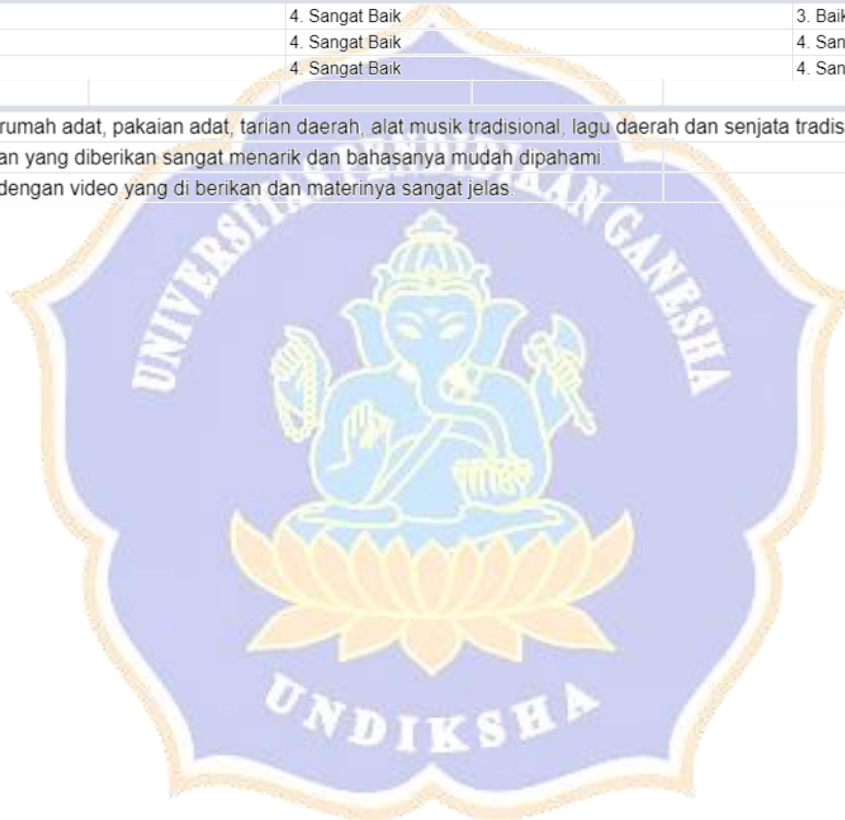 4. Sangat Baik 3. Baik
4. Sangat Baik 4. San
4. Sangat Baik 4. San
rumah adat, pakaian adat, tarian daerah, alat musik tradisional, lagu daerah dan senjata tradis
an yang diberikan sangat menarik dan bahasanya mudah dipahami.
dengan video yang di berikan dan materinya sangat jelas.
UNIVERSITAS PENDIDIKAN GANESHA
UNDIKSHA